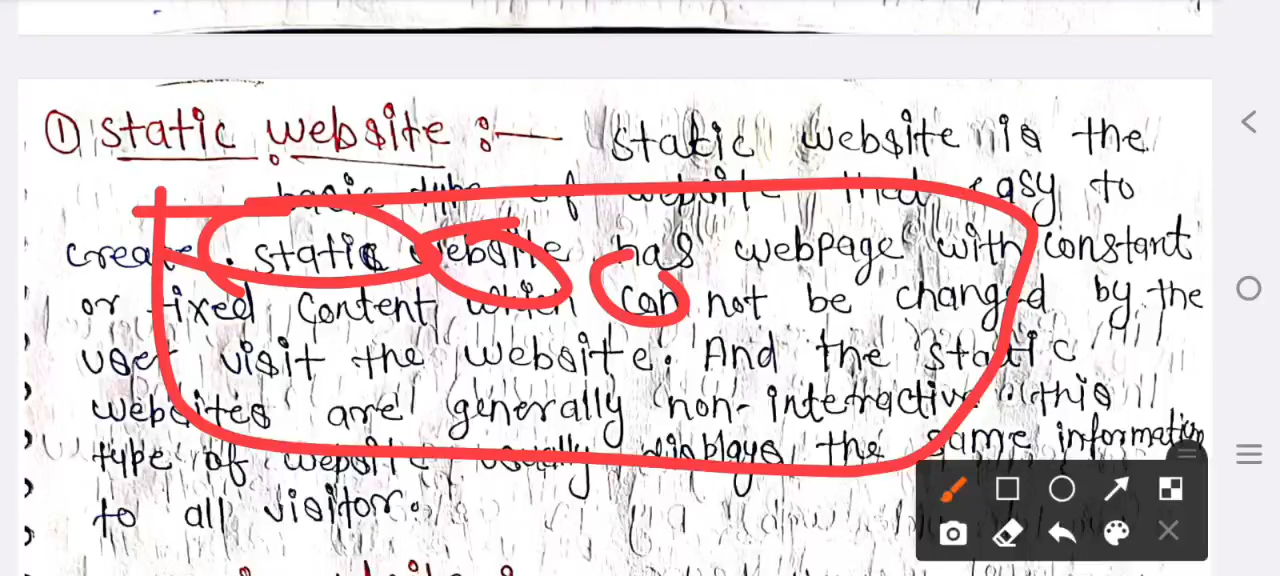 ① static website :— static website is the
basic type of website that easy to
create. static website has webpage with constant
or fixed content which can not be changed by the
user visit the website. And the static
websites are generally non-interactive this
type of website usually displays the same information
to all visitor.